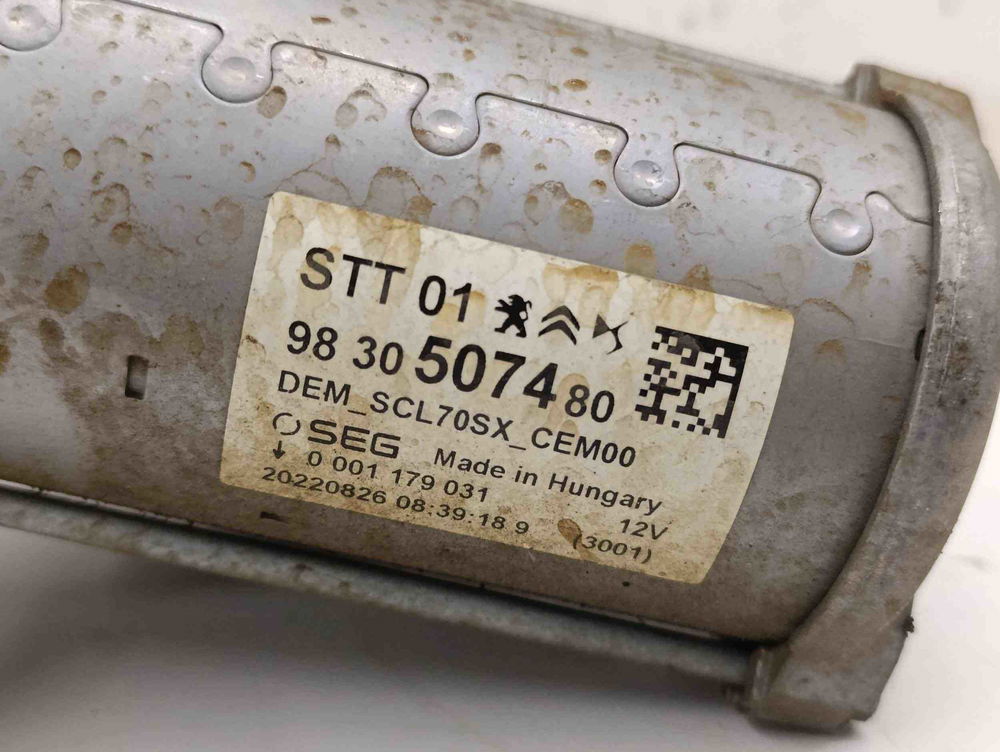 STT 01
98 30 5074 80
DEM_SCL70SX_CEM00
SEG Made in Hungary
0 001 179 031 12V
20220826 08:39:18 9 (3001)